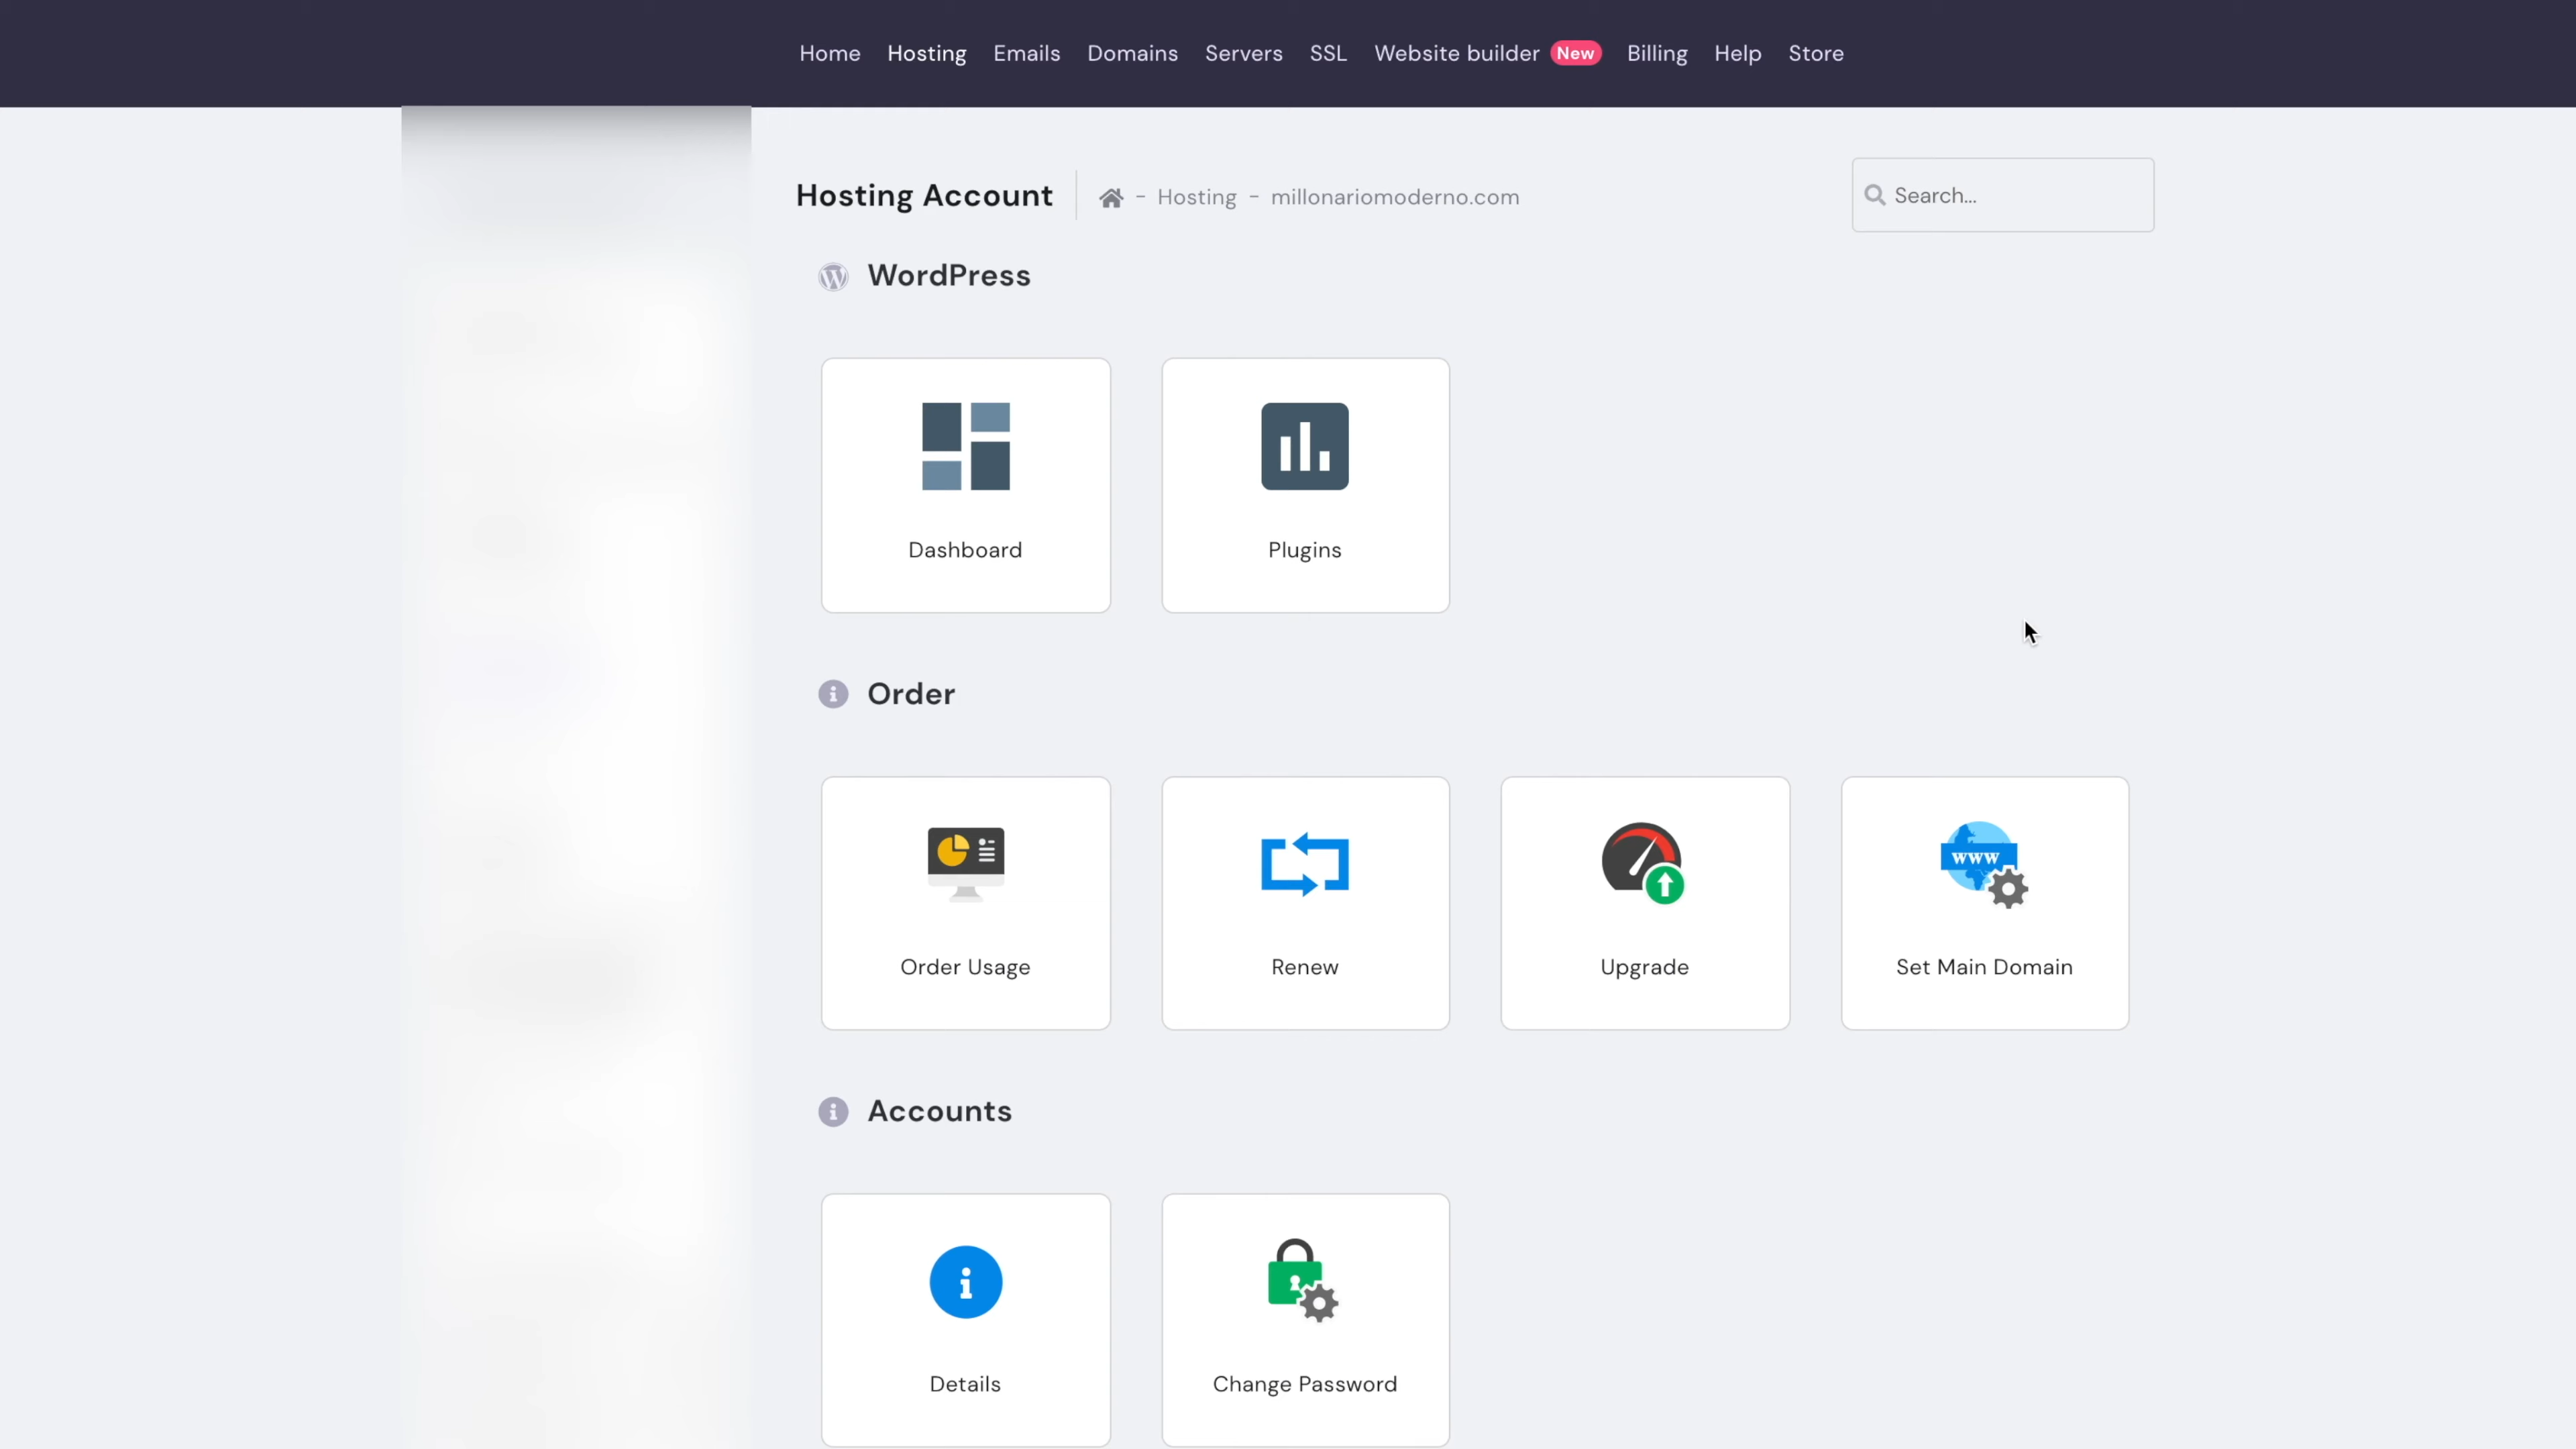 Home Hosting Emails Domains Servers SSL Website builder New Billing Help Store
Hosting Account - Hosting - millonariomoderno.com
Search...
WordPress
Dashboard Plugins
Order
www
Order Usage Renew Upgrade Set Main Domain
Accounts
Details Change Password